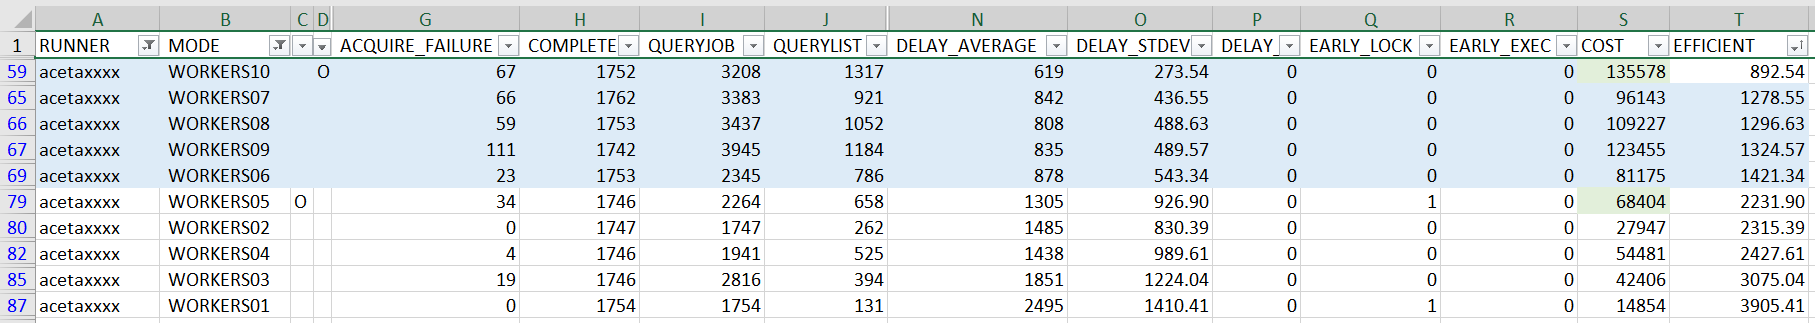 A B C D G H I J N O P Q R S T
1 RUNNER MODE ACQUIRE_FAILURE COMPLETE QUERYJOB QUERYLIST DELAY_AVERAGE DELAY_STDEV DELAY_ EARLY_LOCK EARLY_EXEC COST EFFICIENT
59 acetaxxxx WORKERS10 O 67 1752 3208 1317 619 273.54 0 0 0 135578 892.54
65 acetaxxxx WORKERS07 66 1762 3383 921 842 436.55 0 0 0 96143 1278.55
66 acetaxxxx WORKERS08 59 1753 3437 1052 808 488.63 0 0 0 109227 1296.63
67 acetaxxxx WORKERS09 111 1742 3945 1184 835 489.57 0 0 0 123455 1324.57
69 acetaxxxx WORKERS06 23 1753 2345 786 878 543.34 0 0 0 81175 1421.34
79 acetaxxxx WORKERS05 O 34 1746 2264 658 1305 926.90 0 1 0 68404 2231.90
80 acetaxxxx WORKERS02 0 1747 1747 262 1485 830.39 0 0 0 27947 2315.39
82 acetaxxxx WORKERS04 4 1746 1941 525 1438 989.61 0 0 0 54481 2427.61
85 acetaxxxx WORKERS03 19 1746 2816 394 1851 1224.04 0 0 0 42406 3075.04
87 acetaxxxx WORKERS01 0 1754 1754 131 2495 1410.41 0 1 0 14854 3905.41